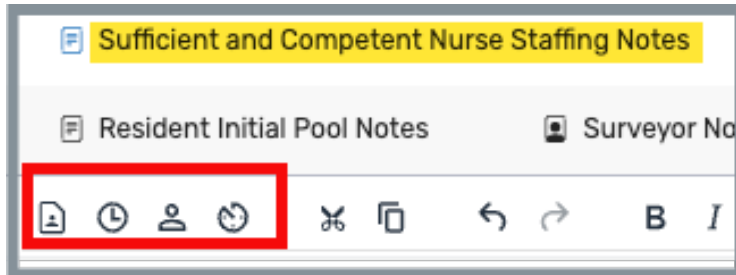 Sufficient and Competent Nurse Staffing Notes
Resident Initial Pool Notes Surveyor No
B I